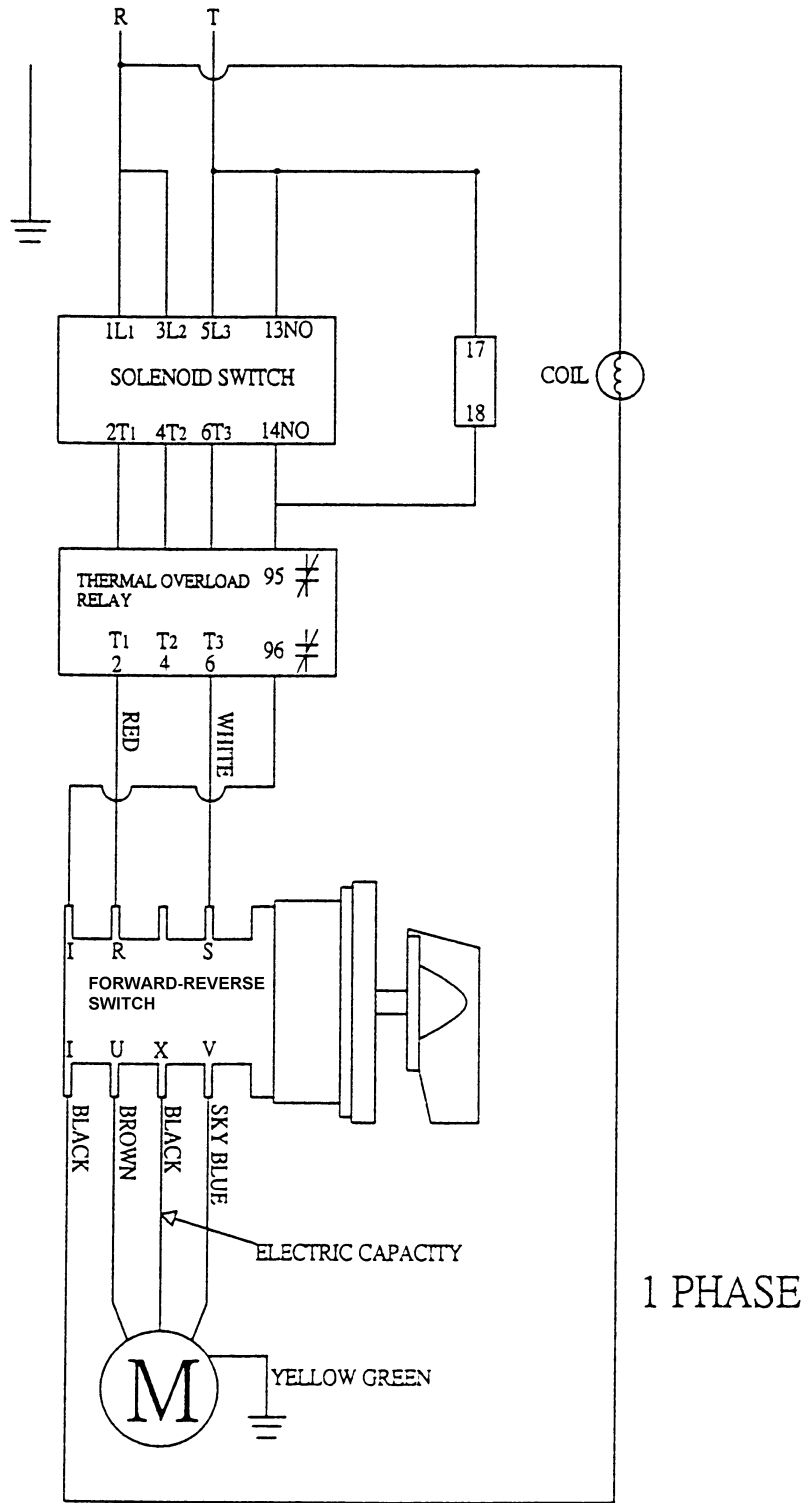 R T
1L1 3L2 5L3 13NO
SOLENOID SWITCH
2T1 4T2 6T3 14NO
17
18
COIL
THERMAL OVERLOAD
RELAY
95
T1 T2 T3
2 4 6
96
RED
WHITE
I R S
FORWARD-REVERSE
SWITCH
I U X V
BLACK
BROWN
BLACK
SKY BLUE
ELECTRIC CAPACITY
1 PHASE
M
YELLOW GREEN